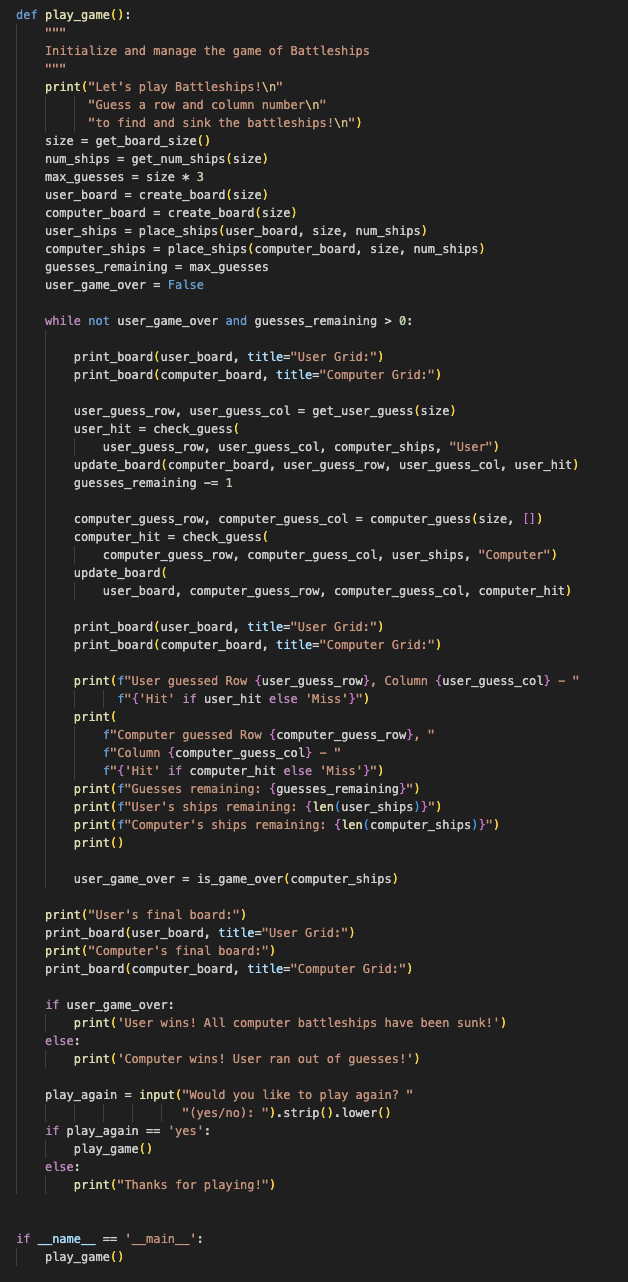 def play_game():
    """
    Initialize and manage the game of Battleships
    """
    print("Let's play Battleships!\n"
          "Guess a row and column number\n"
          "to find and sink the battleships!\n")
    size = get_board_size()
    num_ships = get_num_ships(size)
    max_guesses = size * 3
    user_board = create_board(size)
    computer_board = create_board(size)
    user_ships = place_ships(user_board, size, num_ships)
    computer_ships = place_ships(computer_board, size, num_ships)
    guesses_remaining = max_guesses
    user_game_over = False

    while not user_game_over and guesses_remaining > 0:

        print_board(user_board, title="User Grid:")
        print_board(computer_board, title="Computer Grid:")

        user_guess_row, user_guess_col = get_user_guess(size)
        user_hit = check_guess(
            user_guess_row, user_guess_col, computer_ships, "User")
        update_board(computer_board, user_guess_row, user_guess_col, user_hit)
        guesses_remaining -= 1

        computer_guess_row, computer_guess_col = computer_guess(size, [])
        computer_hit = check_guess(
            computer_guess_row, computer_guess_col, user_ships, "Computer")
        update_board(
            user_board, computer_guess_row, computer_guess_col, computer_hit)

        print_board(user_board, title="User Grid:")
        print_board(computer_board, title="Computer Grid:")

        print(f"User guessed Row {user_guess_row}, Column {user_guess_col} - "
              f"{'Hit' if user_hit else 'Miss'}")
        print(
            f"Computer guessed Row {computer_guess_row}, "
            f"Column {computer_guess_col} - "
            f"{'Hit' if computer_hit else 'Miss'}")
        print(f"Guesses remaining: {guesses_remaining}")
        print(f"User's ships remaining: {len(user_ships)}")
        print(f"Computer's ships remaining: {len(computer_ships)}")
        print()

        user_game_over = is_game_over(computer_ships)

    print("User's final board:")
    print_board(user_board, title="User Grid:")
    print("Computer's final board:")
    print_board(computer_board, title="Computer Grid:")

    if user_game_over:
        print('User wins! All computer battleships have been sunk!')
    else:
        print('Computer wins! User ran out of guesses!')

    play_again = input("Would you like to play again? "
                       "(yes/no): ").strip().lower()
    if play_again == 'yes':
        play_game()
    else:
        print("Thanks for playing!")


if __name__ == '__main__':
    play_game()